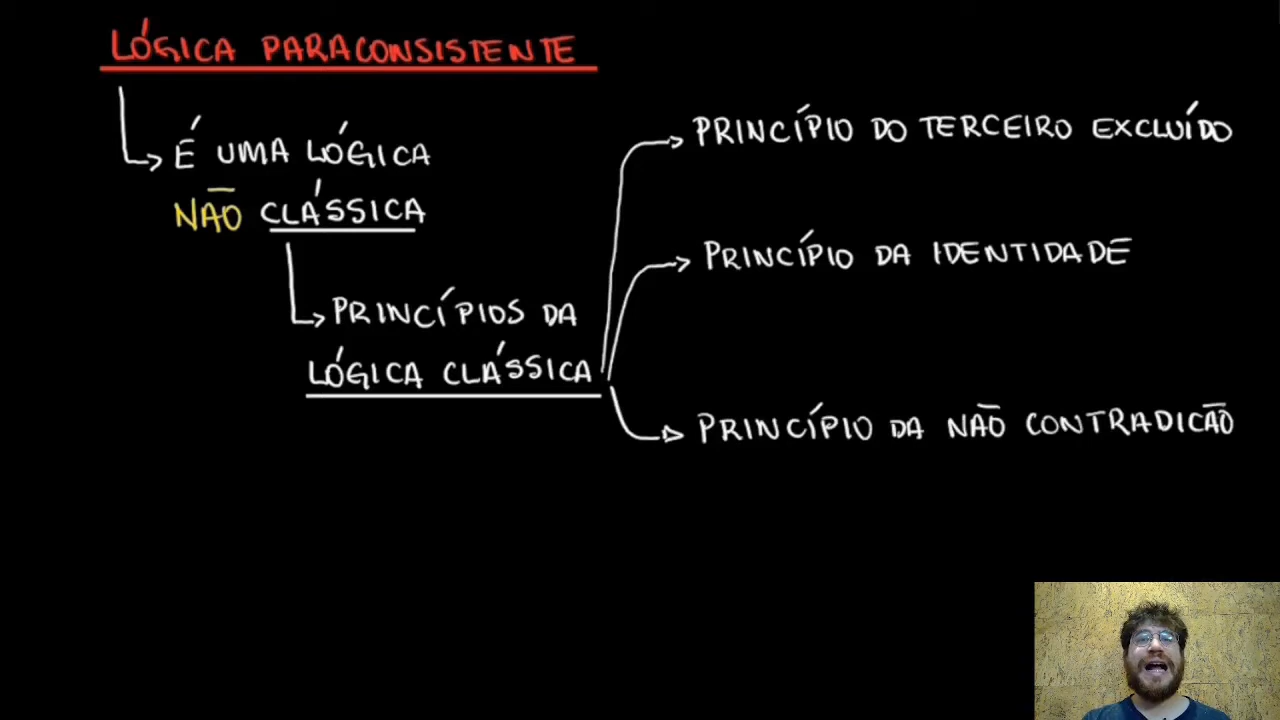 LÓGICA PARACONSISTENTE
É UMA LÓGICA
NÃO CLÁSSICA
PRINCÍPIOS DA
LÓGICA CLÁSSICA
PRINCÍPIO DO TERCEIRO EXCLUÍDO
PRINCÍPIO DA IDENTIDADE
PRINCÍPIO DA NÃO CONTRADICÃO